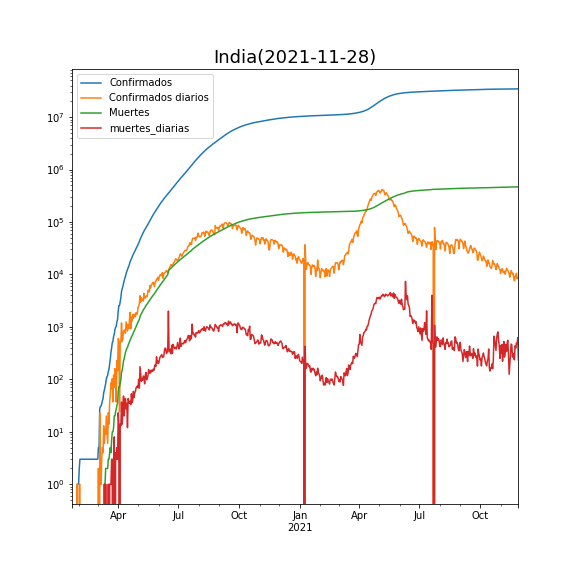 India(2021-11-28)
Confirmados
Confirmados diarios
Muertes
muertes_diarias
10⁷
10⁶
10⁵
10⁴
10³
10²
10¹
10⁰
Apr Jul Oct Jan Apr Jul Oct
2021